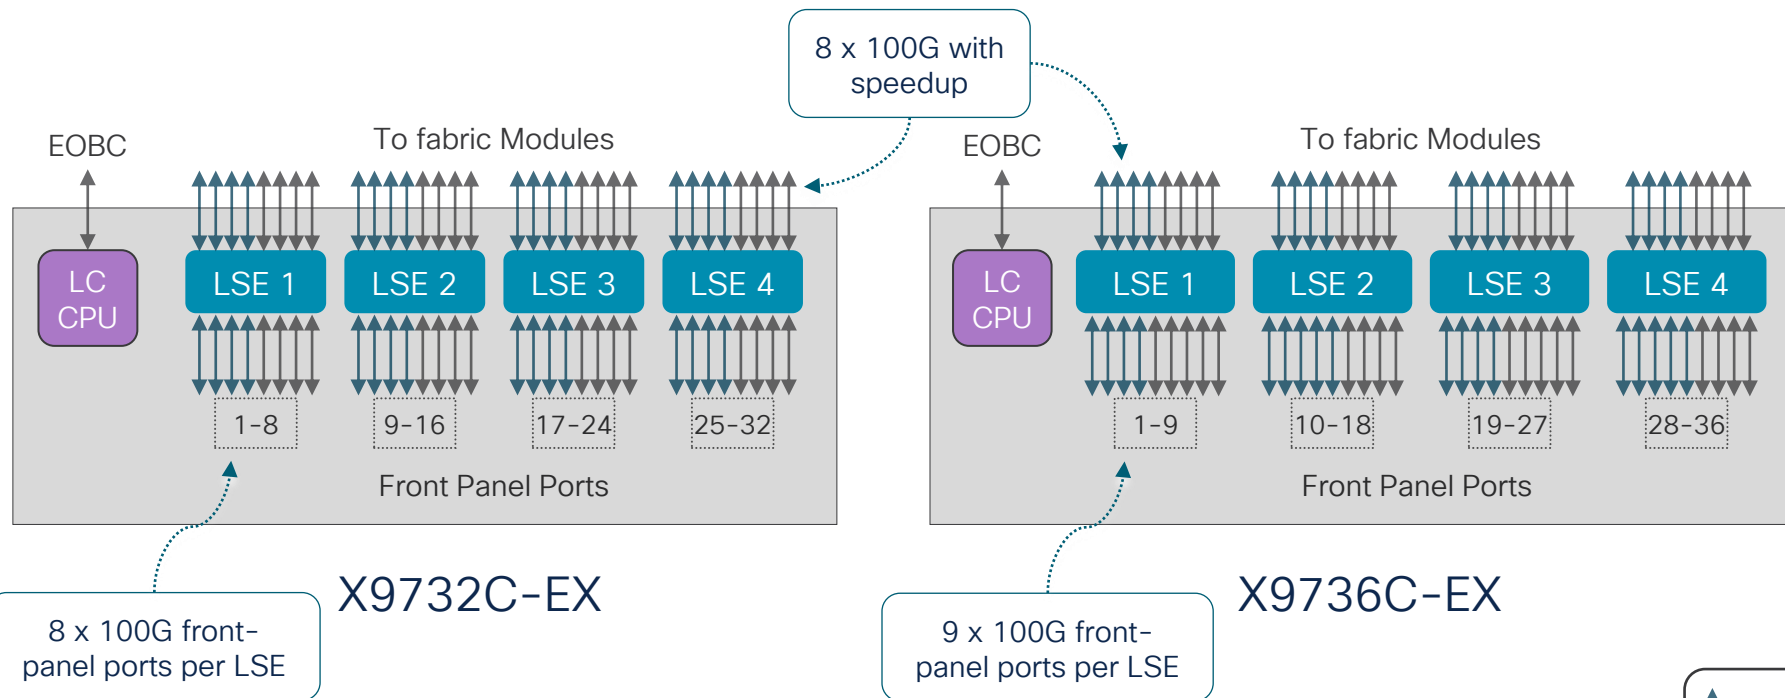 8 x 100G with
speedup
EOBC
To fabric Modules
LC
CPU
LSE 1
LSE 2
LSE 3
LSE 4
1-8
9-16
17-24
25-32
Front Panel Ports
X9732C-EX
8 x 100G front-
panel ports per LSE
EOBC
To fabric Modules
LC
CPU
LSE 1
LSE 2
LSE 3
LSE 4
1-9
10-18
19-27
28-36
Front Panel Ports
X9736C-EX
9 x 100G front-
panel ports per LSE